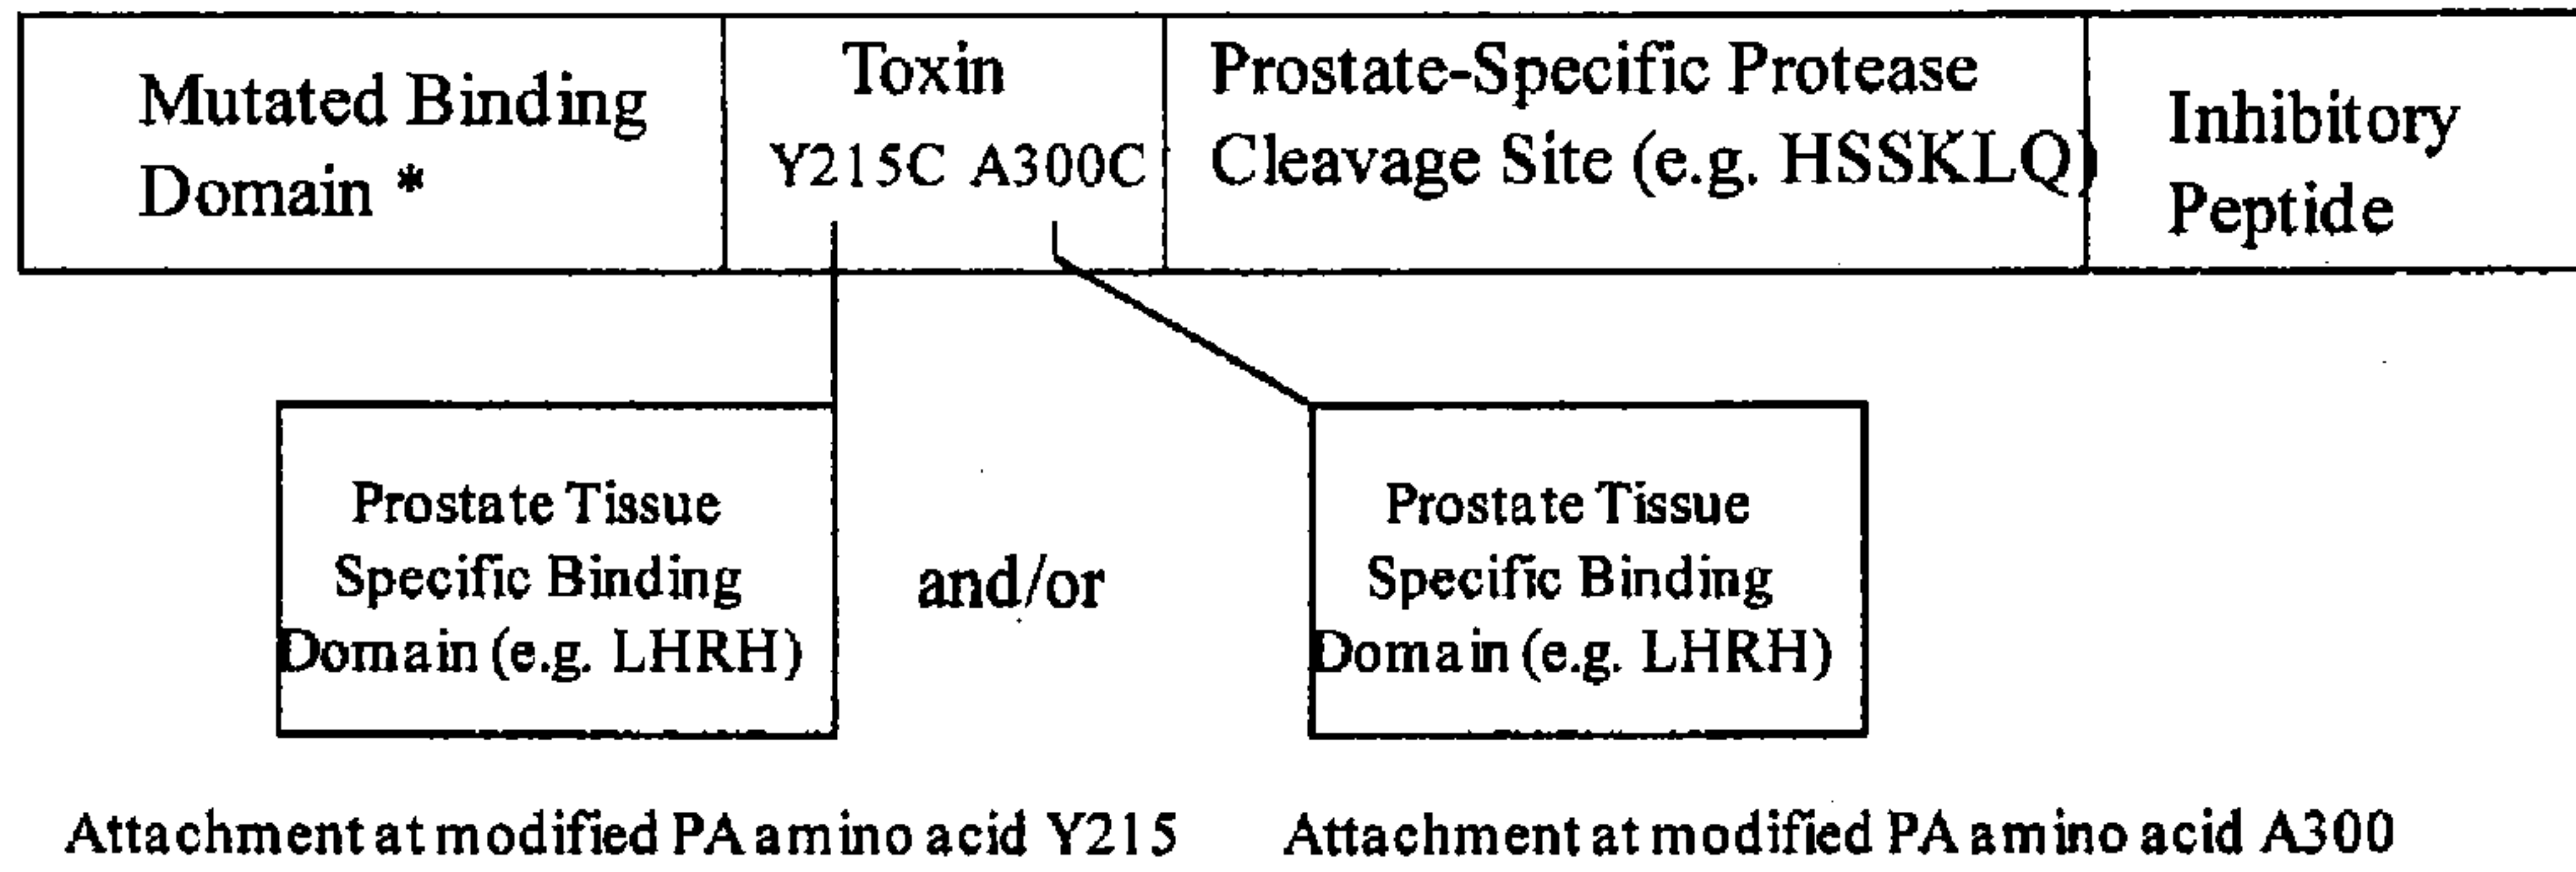 Mutated Binding
Domain *
Toxin
Y215C A300C
Prostate-Specific Protease
Cleavage Site (e.g. HSSKLQ)
Inhibitory
Peptide
Prostate Tissue
Specific Binding
Domain (e.g. LHRH)
and/or
Prostate Tissue
Specific Binding
Domain (e.g. LHRH)
Attachment at modified PA amino acid Y215
Attachment at modified PA amino acid A300